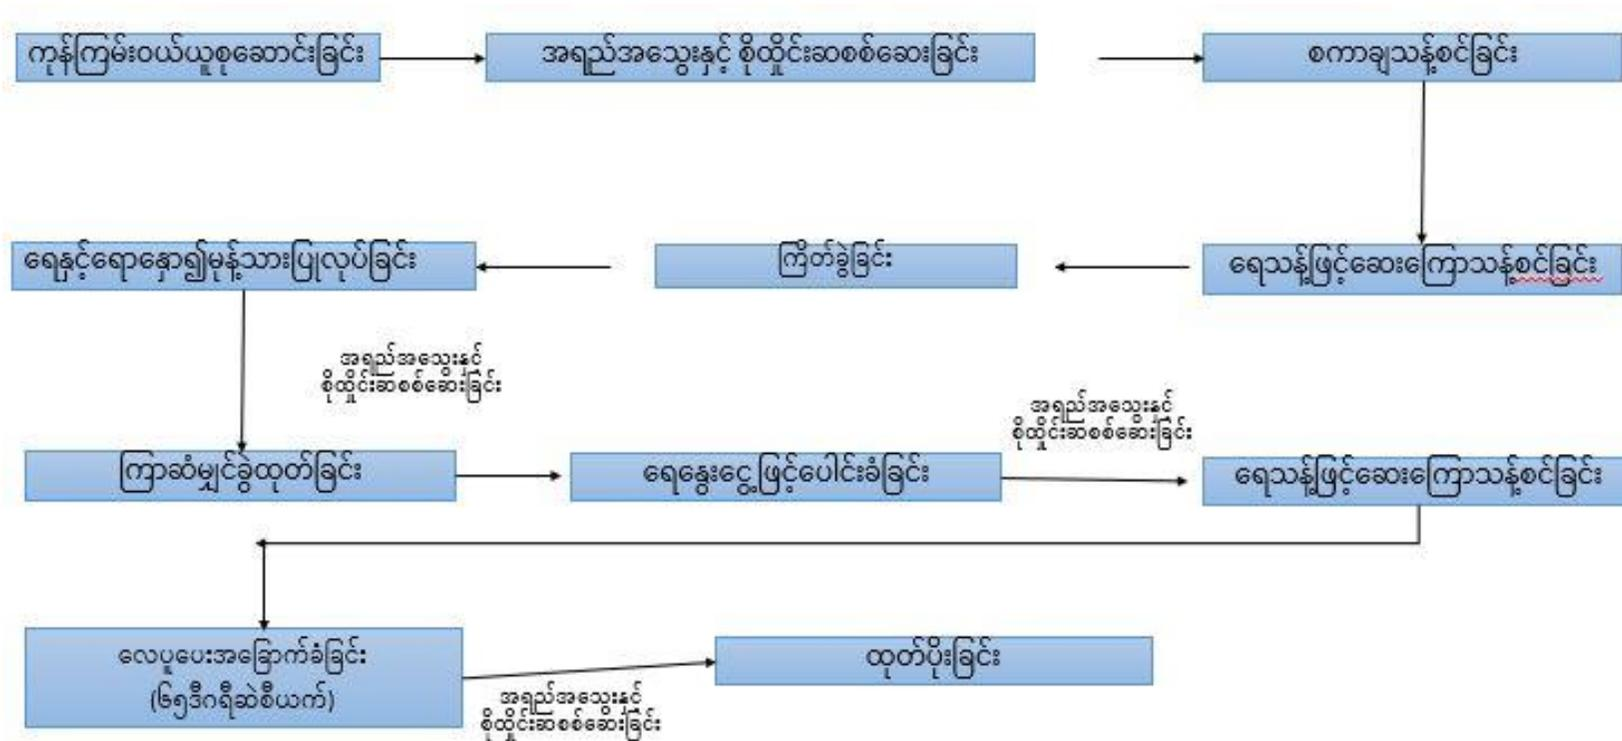 ကုန်ကြမ်းဝယ်ယူစုဆောင်းခြင်း
အရည်အသွေးနှင့် စိုထိုင်းဆစစ်ဆေးခြင်း
စကာချသန့်စင်ခြင်း
ရေသန့်ဖြင့်ဆေးကြောသန့်စင်ခြင်း
ကြိတ်ခွဲခြင်း
ရေနှင့်ရောနှော၍မုန့်သားပြုလုပ်ခြင်း
အရည်အသွေးနှင့်
စိုထိုင်းဆစစ်ဆေးခြင်း
ကြာဆံမျှင်ခွဲထုတ်ခြင်း
ရေနွေးငွေ့ဖြင့်ပေါင်းခံခြင်း
အရည်အသွေးနှင့်
စိုထိုင်းဆစစ်ဆေးခြင်း
ရေသန့်ဖြင့်ဆေးကြောသန့်စင်ခြင်း
လေပူပေးအခြောက်ခံခြင်း
(၆၅ဒီဂရီဆဲစီယက်)
အရည်အသွေးနှင့်
စိုထိုင်းဆစစ်ဆေးခြင်း
ထုတ်ပိုးခြင်း